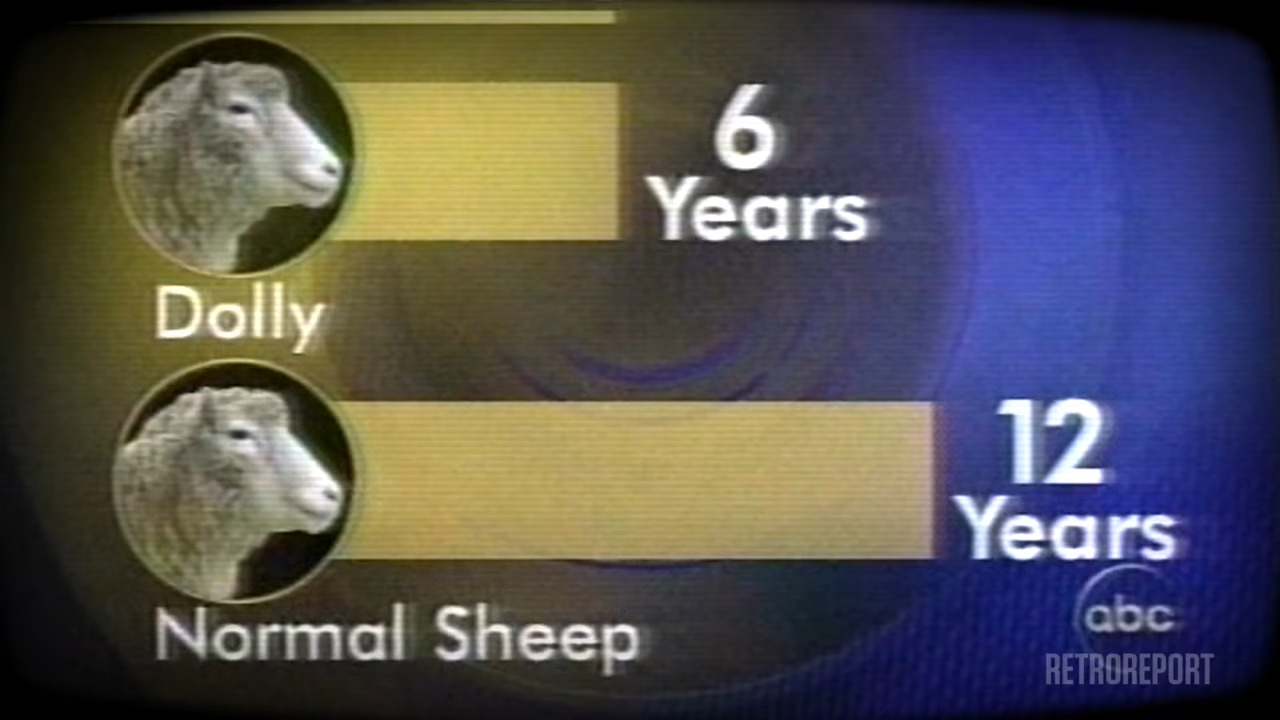 6
Years
Dolly
12
Years
Normal Sheep
abc
RETROREPORT